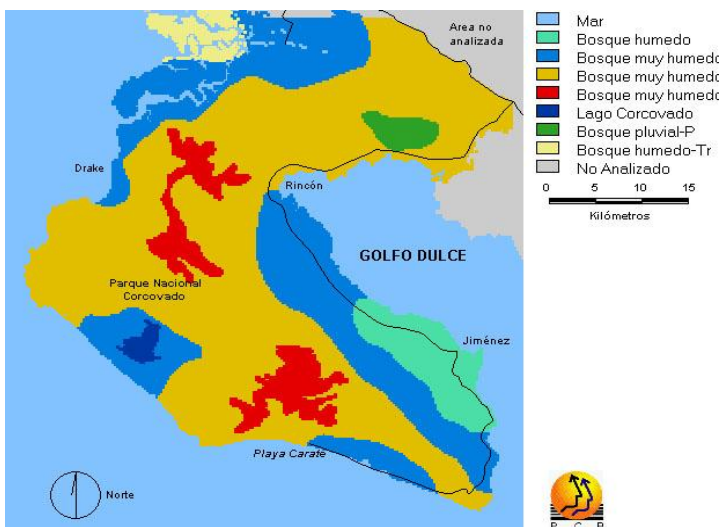 Area no
analizada
Drake
Rincón
GOLFO DULCE
Parque Nacional
Corcovado
Jiménez
Playa Carate
Norte
Mar
Bosque humedo
Bosque muy humedo
Bosque muy humedo
Bosque muy humedo
Lago Corcovado
Bosque pluvial-P
Bosque humedo-Tr
No Analizado
0 5 10 15
Kilómetros